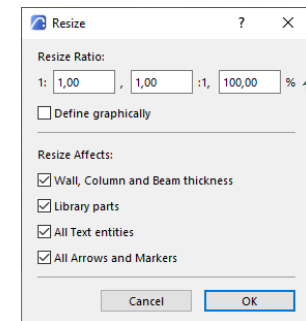 Resize ? ×
Resize Ratio:
1: 1,00 , 1,00 :1, 100,00 %
Define graphically
Resize Affects:
Wall, Column and Beam thickness
Library parts
All Text entities
All Arrows and Markers
Cancel OK